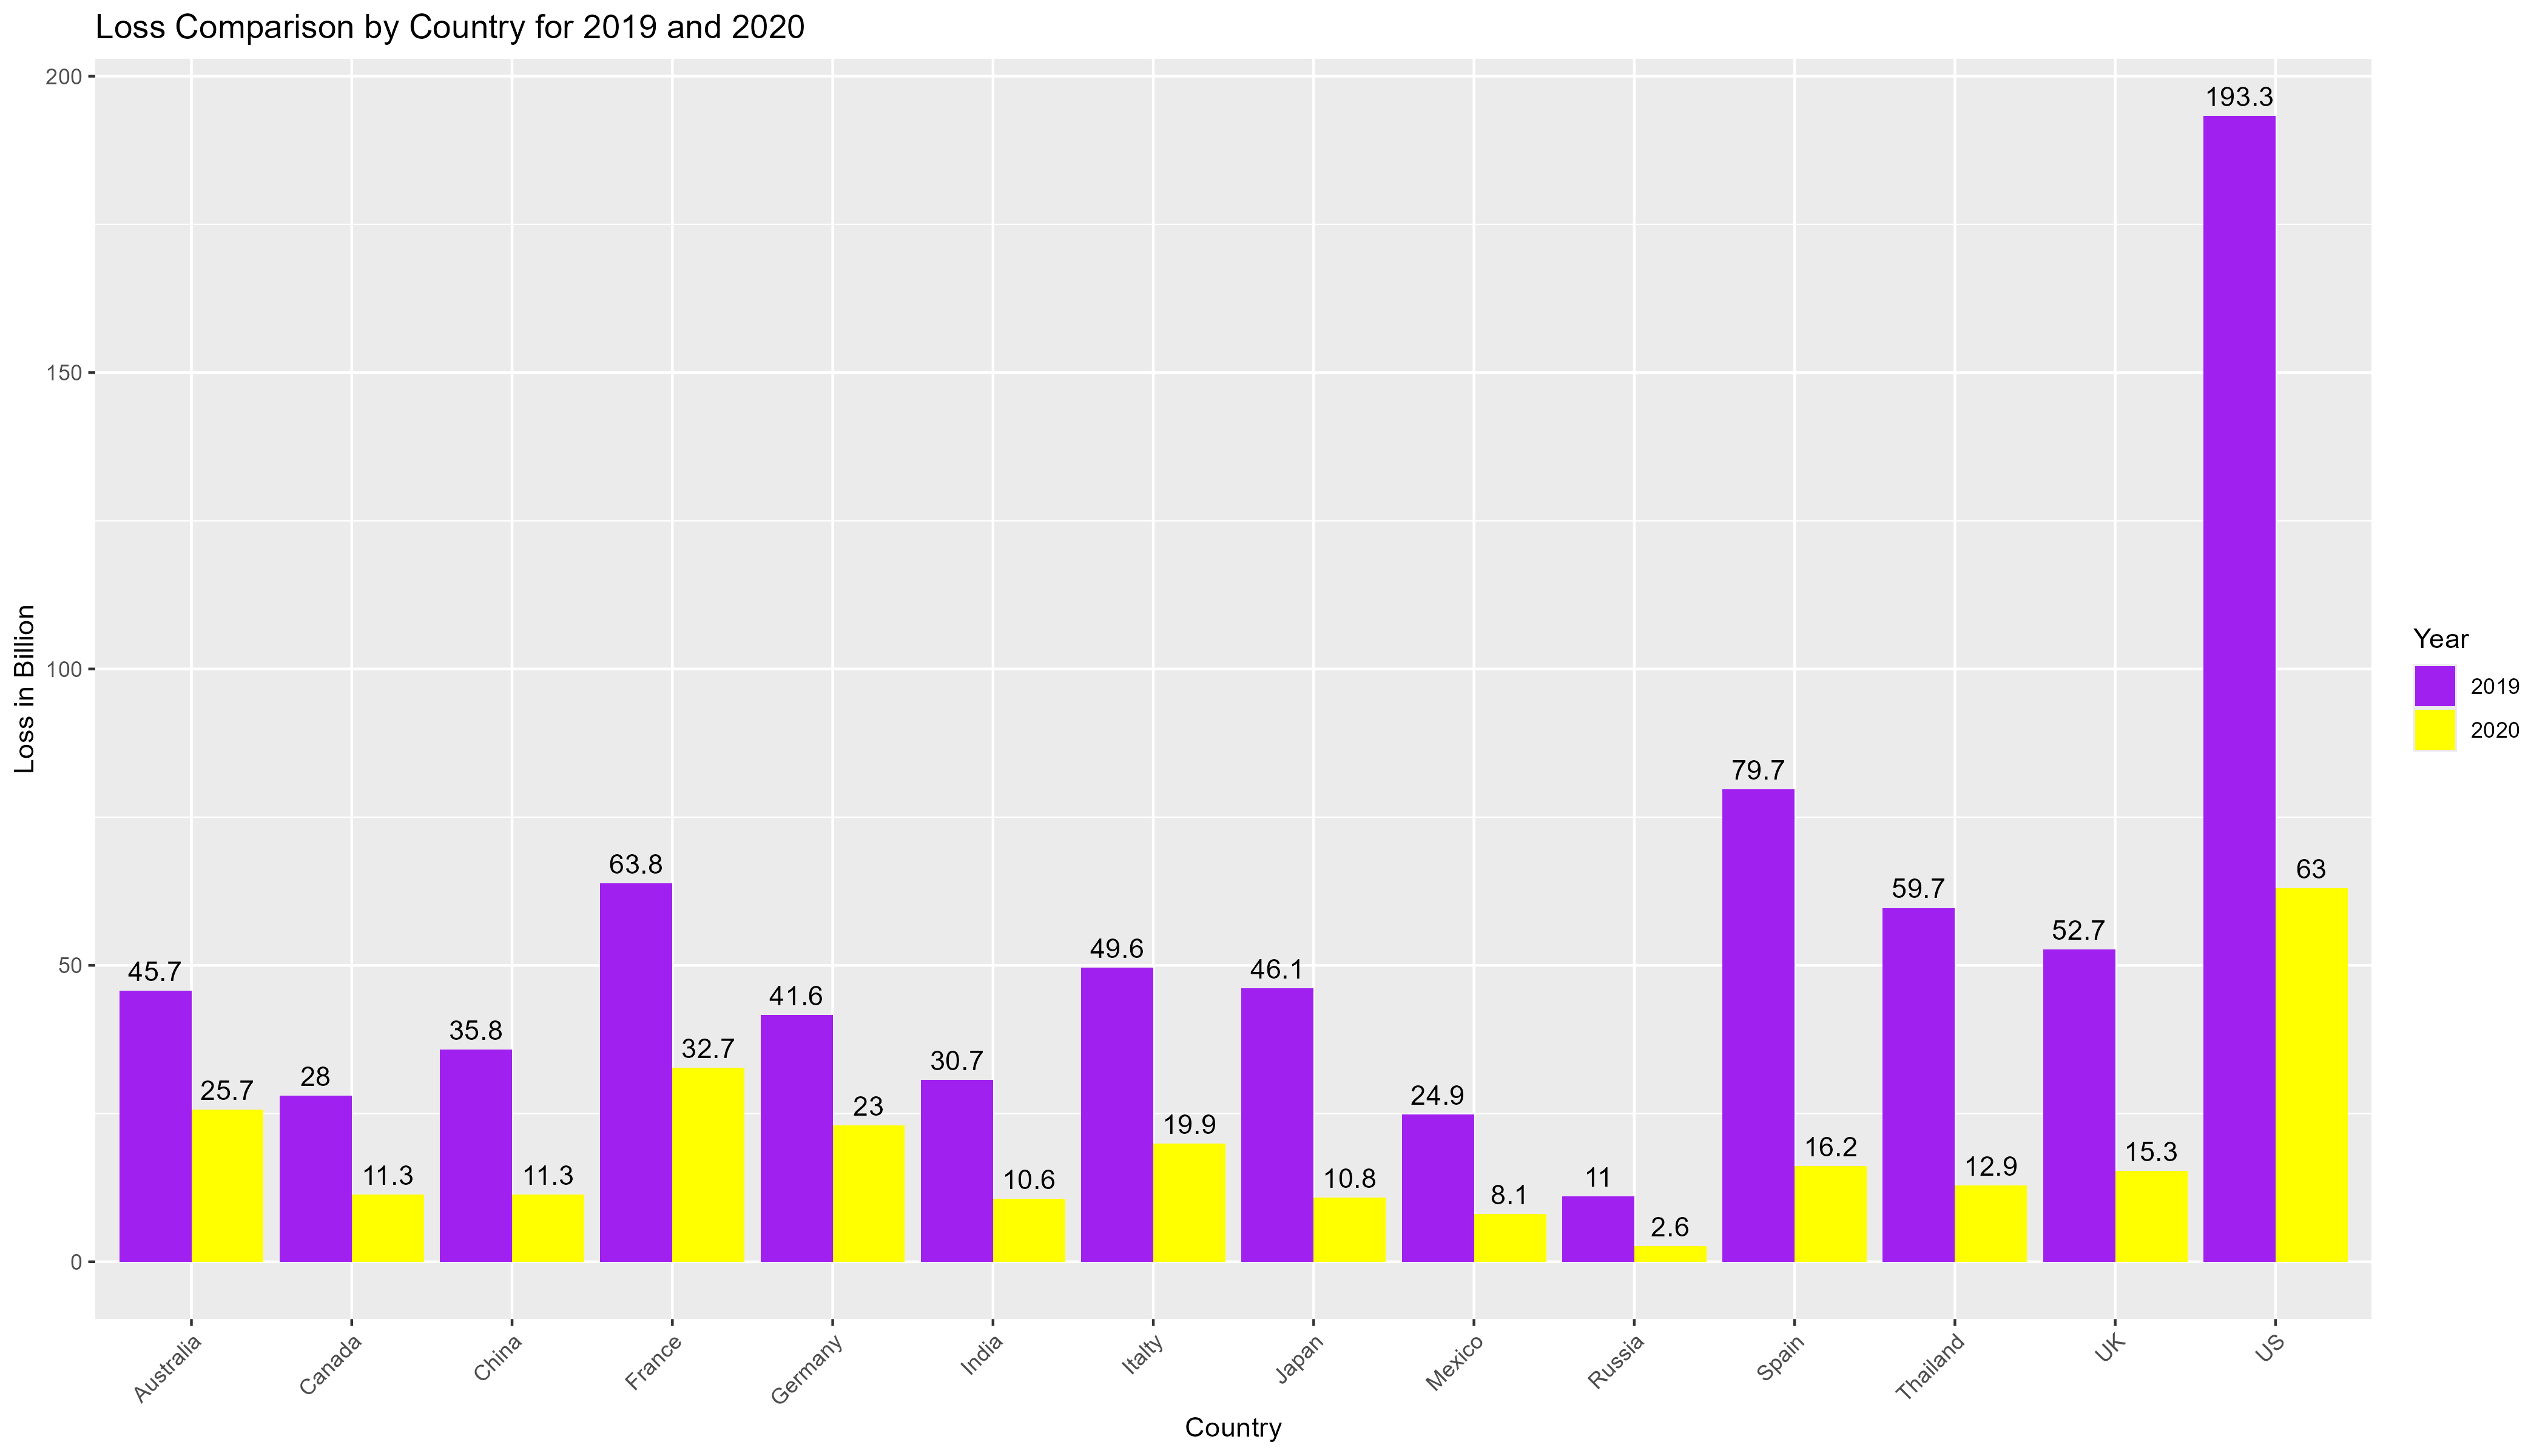 Loss Comparison by Country for 2019 and 2020
200
150
100
50
0
Loss in Billion
45.7
25.7
28
11.3
35.8
11.3
63.8
32.7
41.6
23
30.7
10.6
49.6
19.9
46.1
10.8
24.9
8.1
11
2.6
79.7
16.2
59.7
12.9
52.7
15.3
193.3
63
Australia
Canada
China
France
Germany
India
Italty
Japan
Mexico
Russia
Spain
Thailand
UK
US
Country
Year
2019
2020